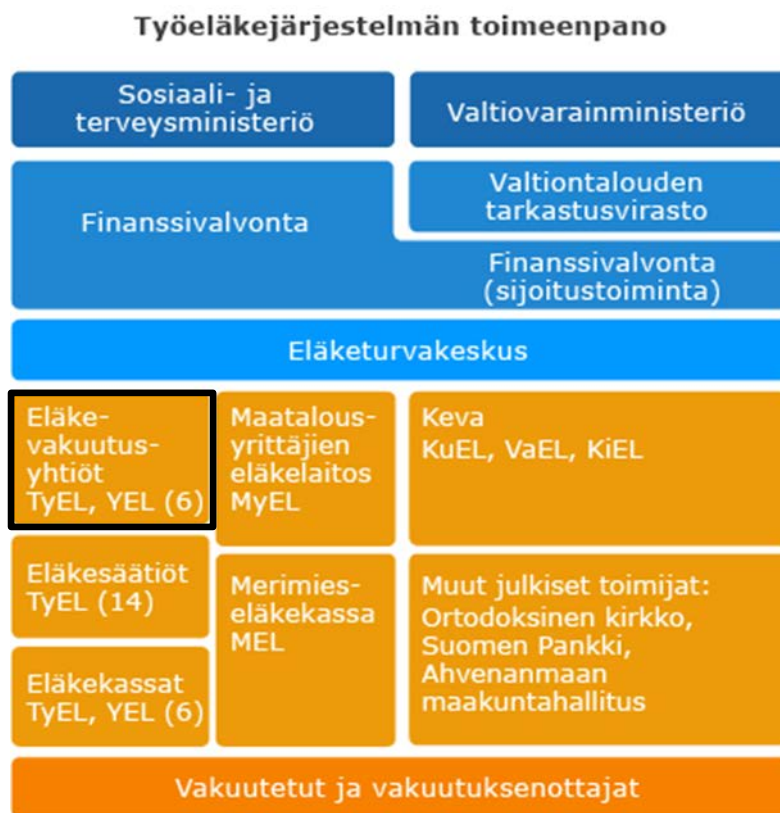 Työeläkejärjestelmän toimeenpano
Sosiaali- ja
terveysministeriö
Valtiovarainministeriö
Finanssivalvonta
Valtiontalouden
tarkastusvirasto
Finanssivalvonta
(sijoitustoiminta)
Eläketurvakeskus
Eläke-
vakuutus-
yhtiöt
TyEL, YEL (6)
Maatalous-
yrittäjien
eläkelaitos
MyEL
Keva
KuEL, VaEL, KiEL
Eläkesäätiöt
TyEL (14)
Merimies-
eläkekassa
MEL
Muut julkiset toimijat:
Ortodoksinen kirkko,
Suomen Pankki,
Ahvenanmaan
maakuntahallitus
Eläkekassat
TyEL, YEL (6)
Vakuutetut ja vakuutuksenottajat